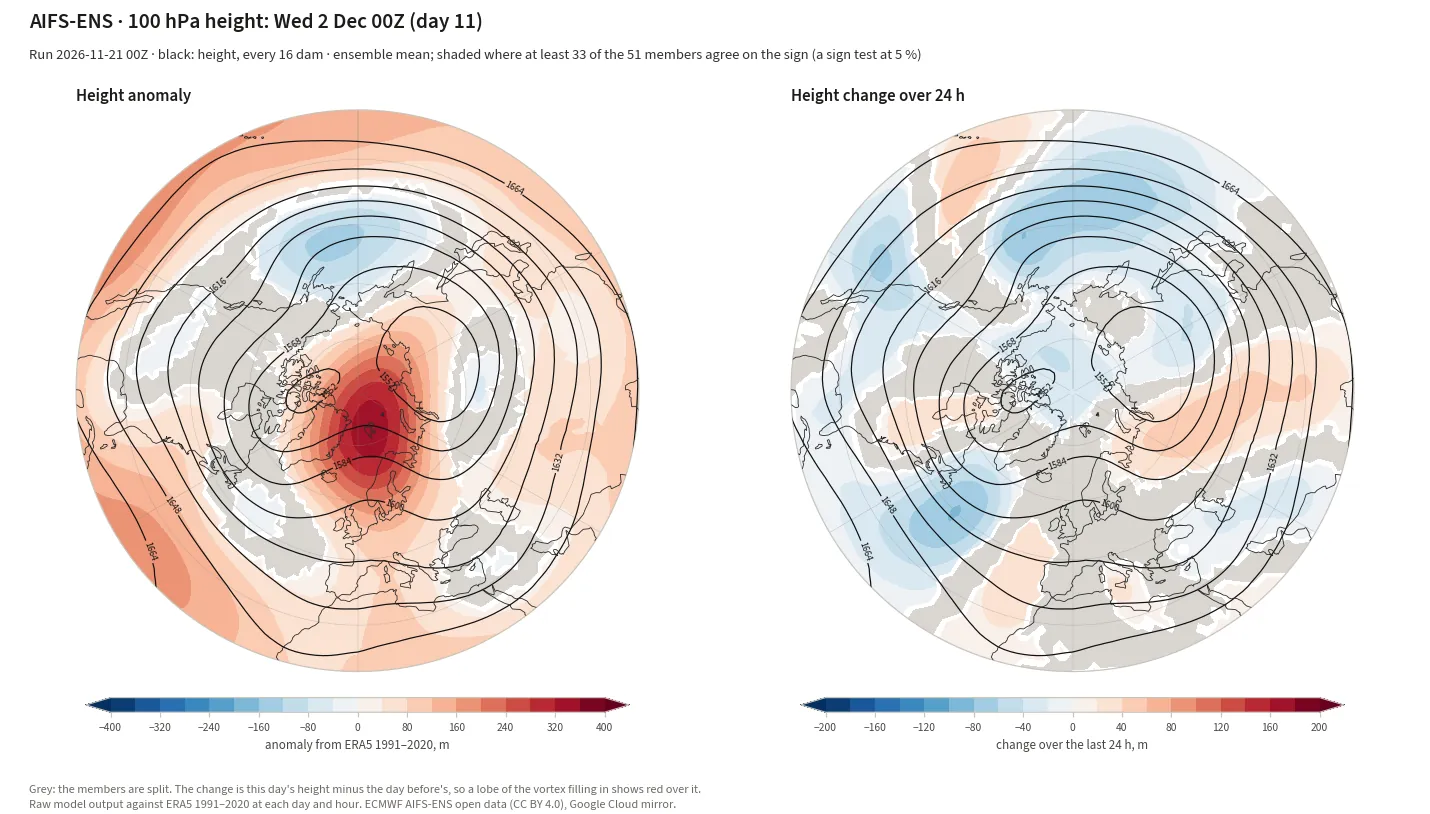 AIFS-ENS · 100 hPa height: Wed 2 Dec 00Z (day 11)
Run 2026-11-21 00Z · black: height, every 16 dam · ensemble mean; shaded where at least 33 of the 51 members agree on the sign (a sign test at 5 %)
Height anomaly
Height change over 24 h
1664
1616
1568
1552
1584
1600
1632
1648
1664
1664
1616
1568
1552
1584
1600
1632
1648
1664
−400 −320 −240 −160 −80 0 80 160 240 320 400
anomaly from ERA5 1991–2020, m
−200 −160 −120 −80 −40 0 40 80 120 160 200
change over the last 24 h, m
Grey: the members are split. The change is this day's height minus the day before's, so a lobe of the vortex filling in shows red over it.
Raw model output against ERA5 1991–2020 at each day and hour. ECMWF AIFS-ENS open data (CC BY 4.0), Google Cloud mirror.